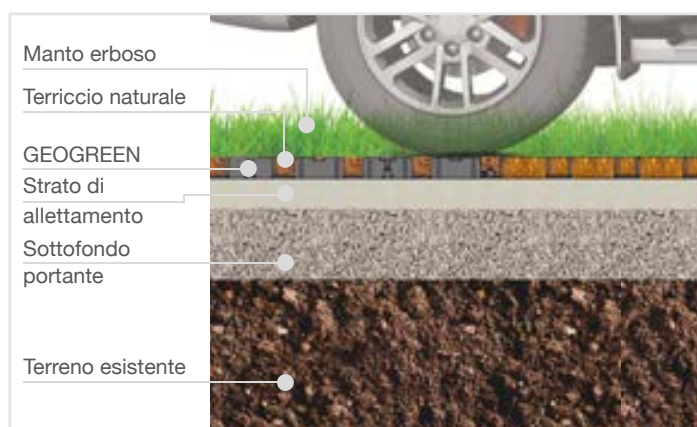 Manto erboso
Terriccio naturale
GEOGREEN
Strato di
allettamento
Sottofondo
portante
Terreno esistente